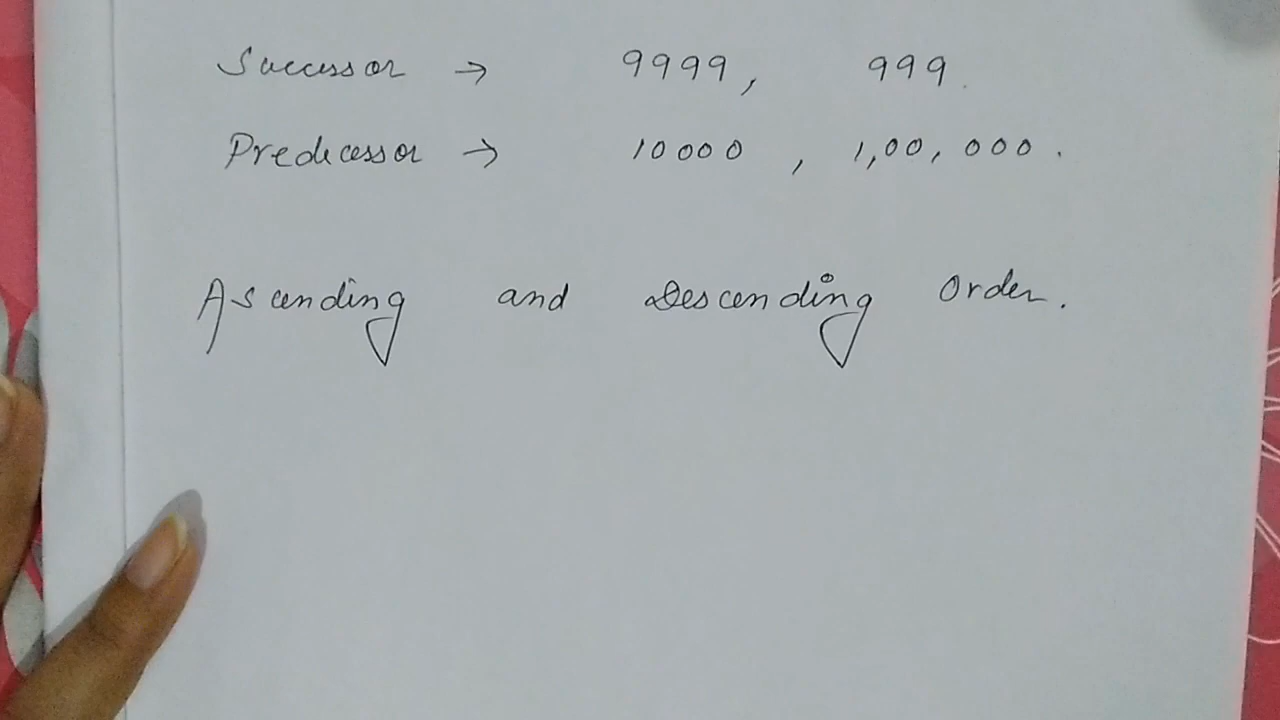 Successor → 9999, 999.
Predecessor → 10000, 1,00,000.
Ascending and Descending Order.